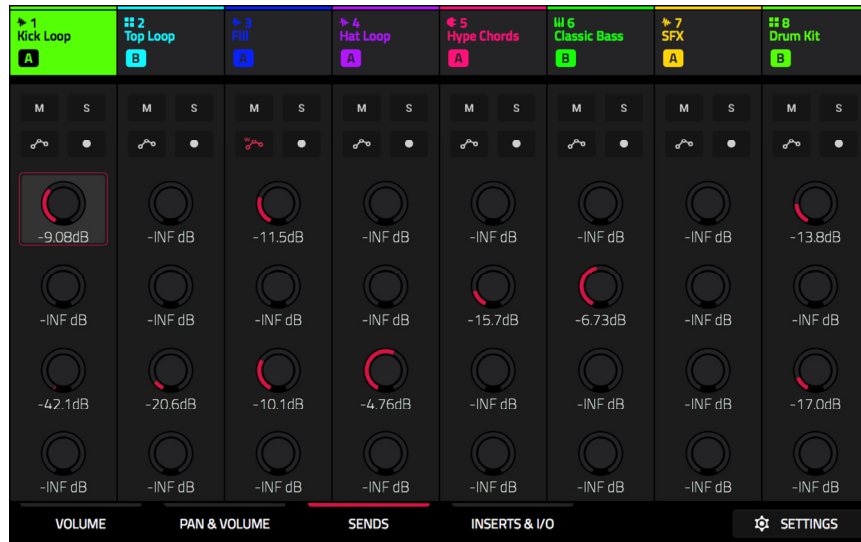 1 2 3 4 5 6 7 8
Kick Loop Top Loop Fill Hat Loop Hype Chords Classic Bass SFX Drum Kit
A B A A A B A B
M S M S M S M S M S M S M S M S
W
-9.08dB -INF dB -11.5dB -INF dB -INF dB -INF dB -INF dB -13.8dB
-INF dB -INF dB -INF dB -INF dB -15.7dB -6.73dB -INF dB -INF dB
-42.1dB -20.6dB -10.1dB -4.76dB -INF dB -INF dB -INF dB -17.0dB
-INF dB -INF dB -INF dB -INF dB -INF dB -INF dB -INF dB -INF dB
VOLUME PAN & VOLUME SENDS INSERTS & I/O SETTINGS